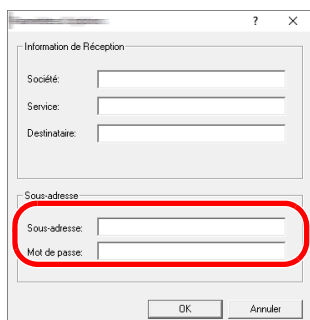 ?
Information de Réception
Société:
Service:
Destinataire:
Sous-adresse
Sous-adresse:
Mot de passe:
OK Annuler